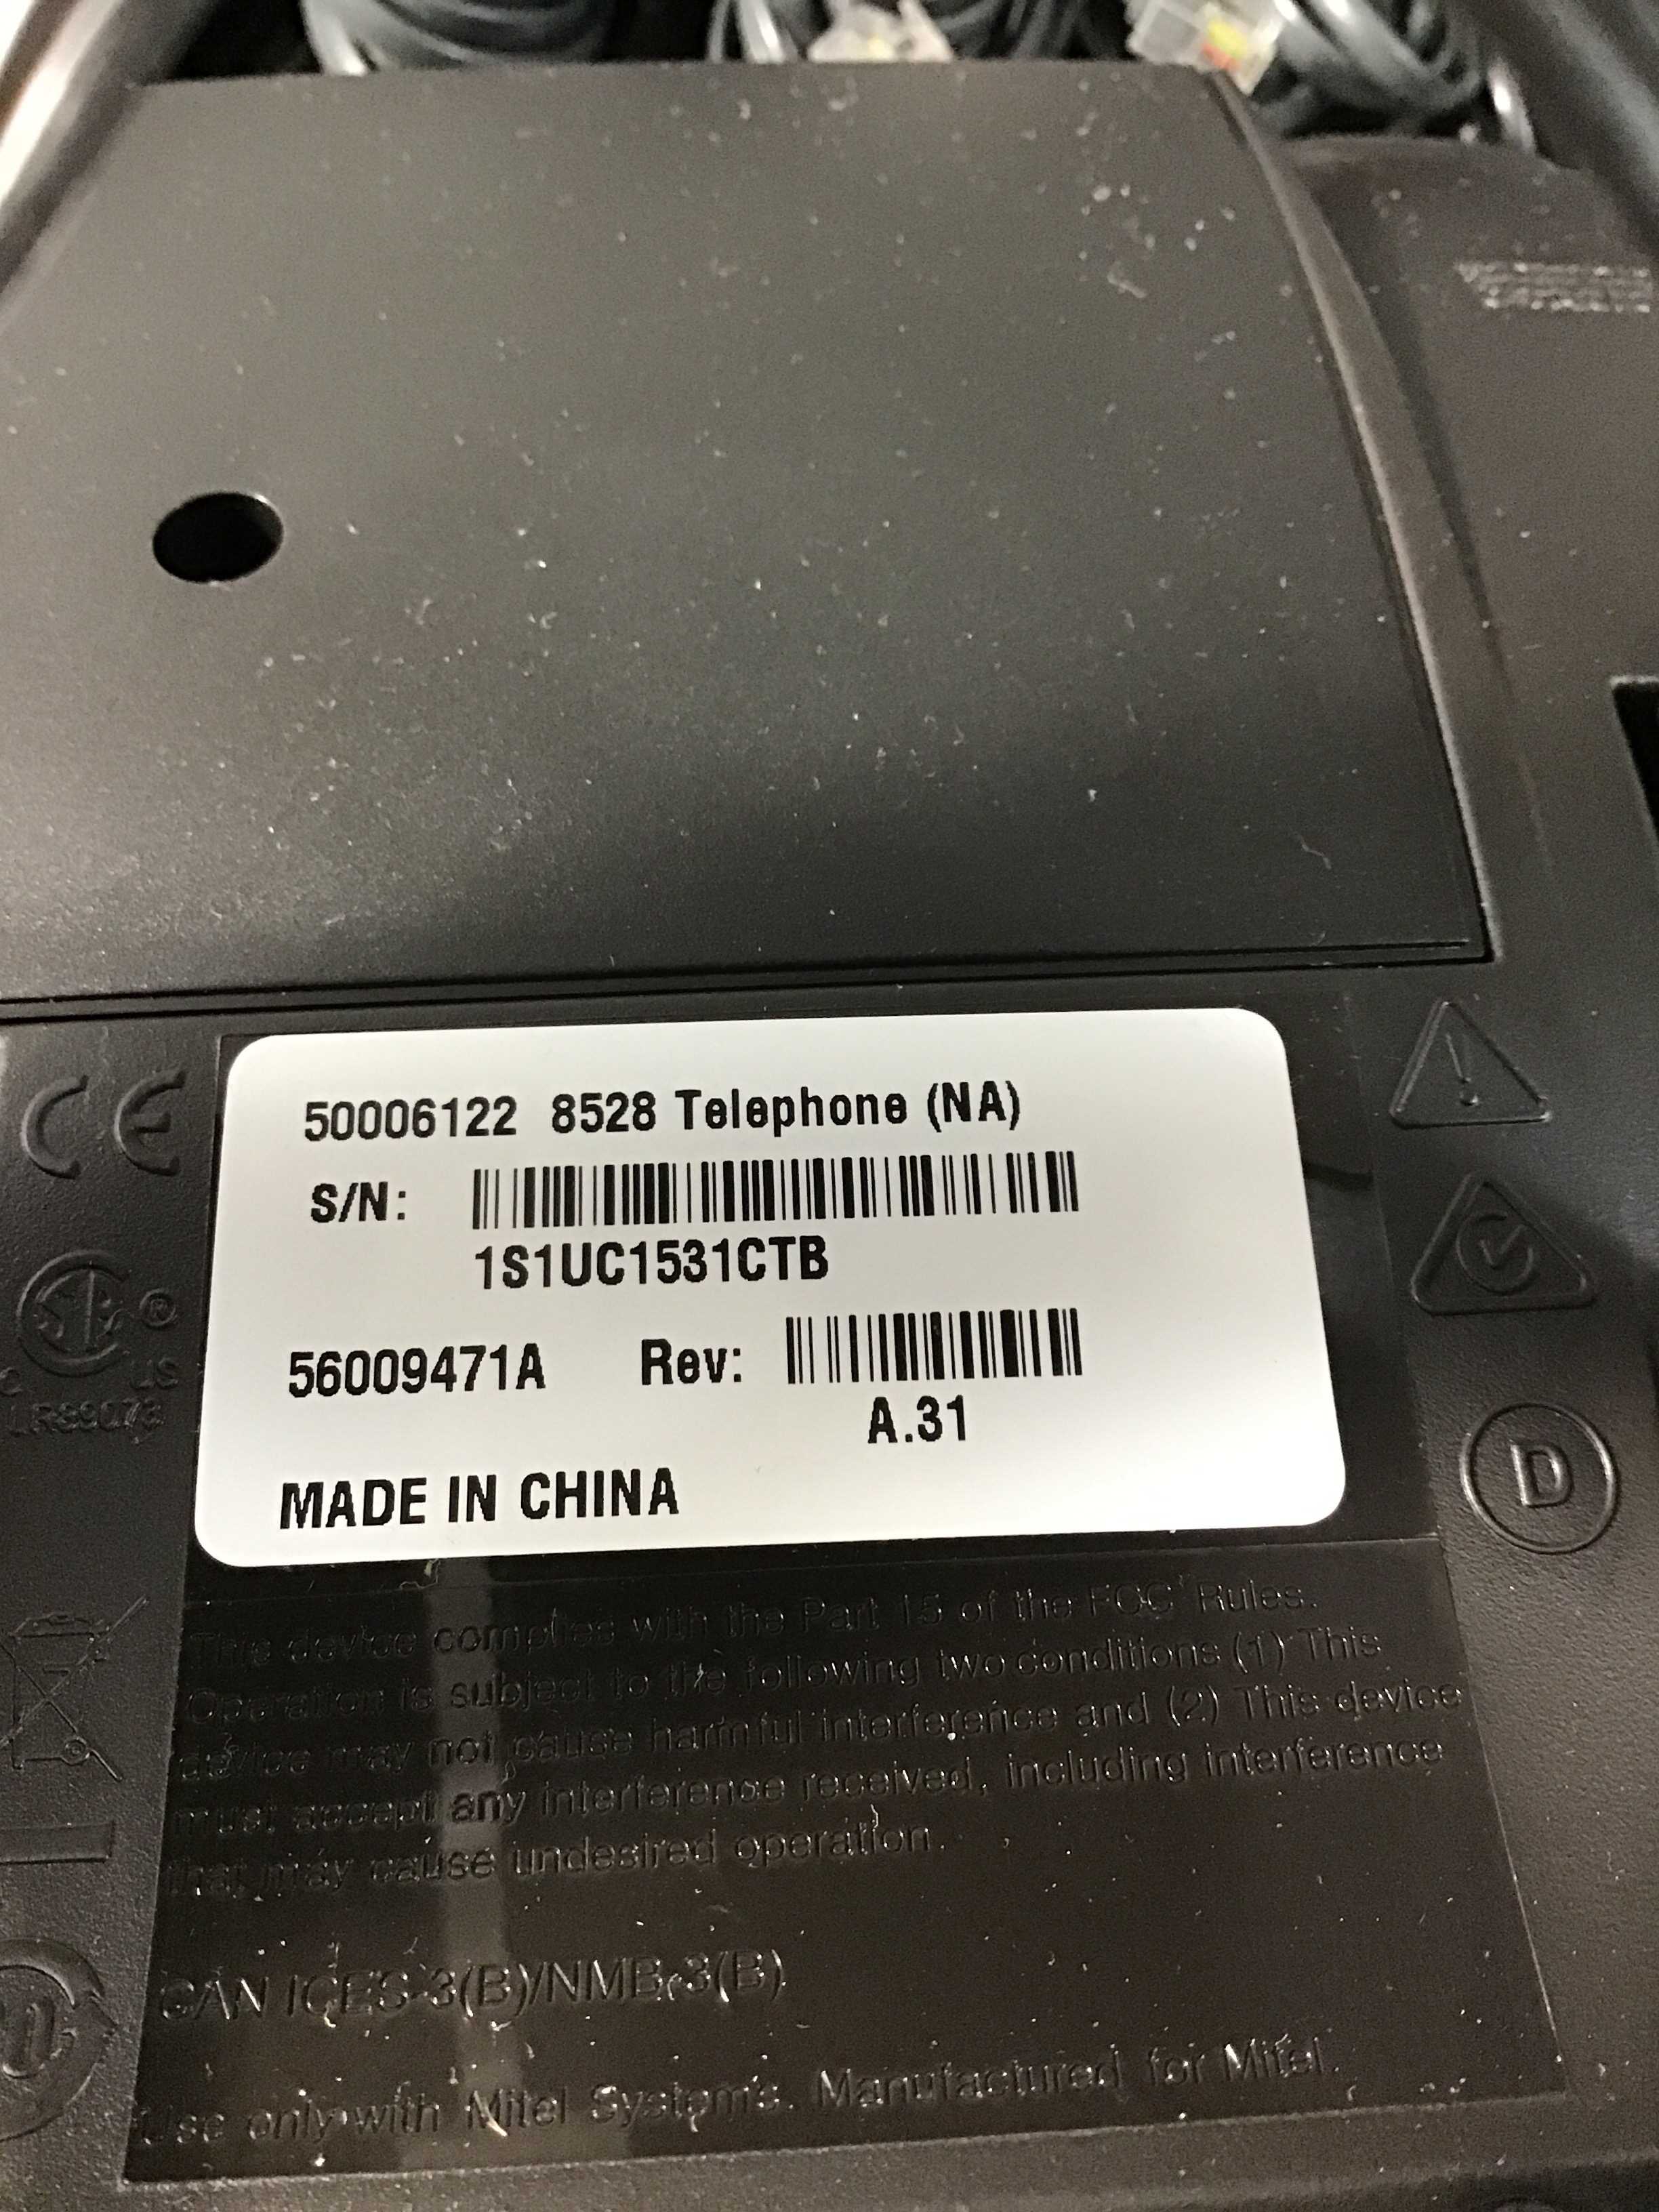 50006122 8528 Telephone (NA)
S/N:
1S1UC1531CTB
56009471A Rev:
A.31
MADE IN CHINA
CE
®
c US
LR89073
D
This device complies with the Part 15 of the FCC Rules.
Operation is subject to the following two conditions (1) This
device may not cause harmful interference and (2) This device
must accept any interference received, including interference
that may cause undesired operation.
CAN ICES-3(B)/NMB-3(B)
Use only with Mitel Systems. Manufactured for Mitel.